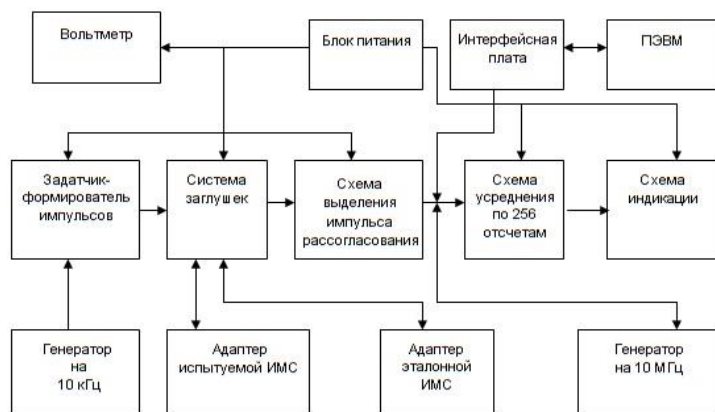 Вольтметр
Блок питания
Интерфейсная
плата
ПЭВМ
Задатчик-
формирователь
импульсов
Система
заглушек
Схема
выделения
импульса
рассогласования
Схема
усреднения
по 256
отсчетам
Схема
индикации
Генератор
на
10 кГц
Адаптер
испытуемой ИМС
Адаптер
эталонной
ИМС
Генератор
на 10 МГц